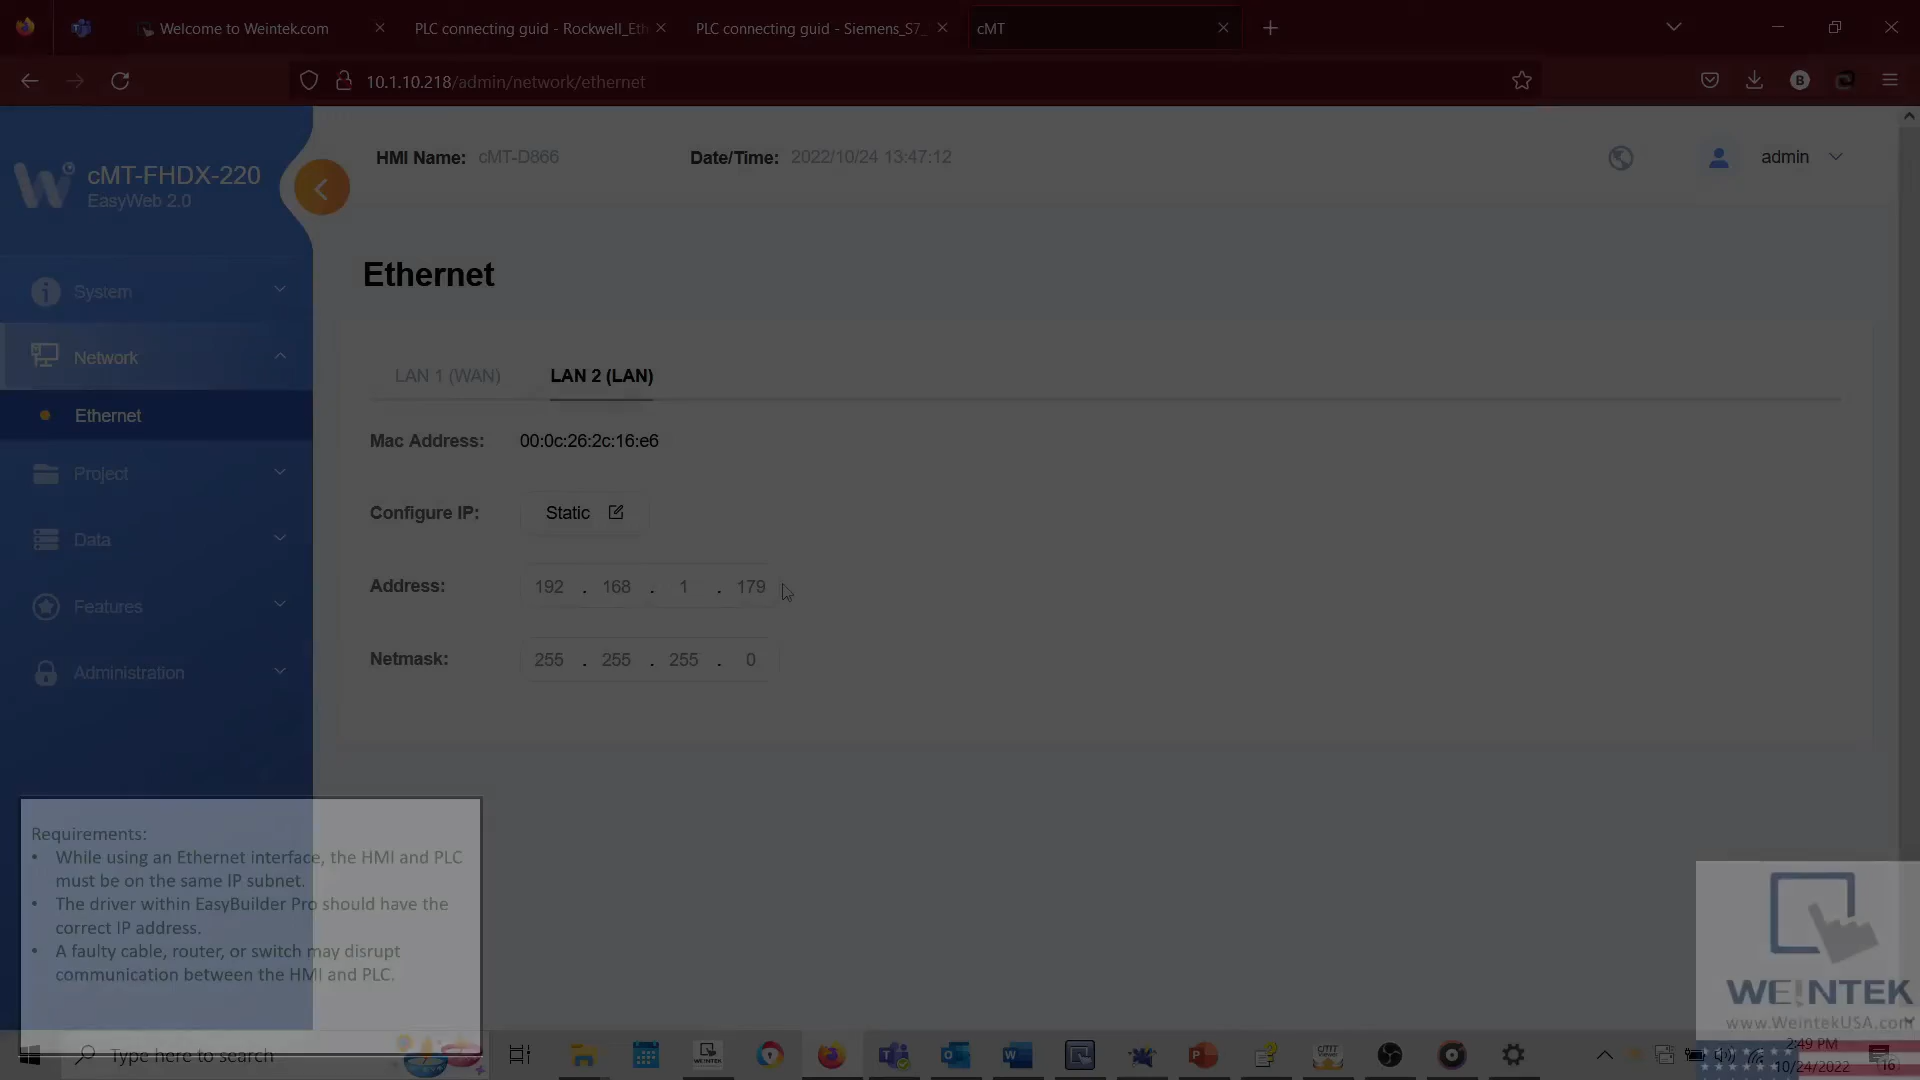 Welcome to Weintek.com
PLC connecting guid - Rockwell_Eth
PLC connecting guid - Siemens_S7_
cMT
10.1.10.218/admin/network/ethernet
B
cMT-FHDX-220
EasyWeb 2.0
HMI Name: cMT-D866
Date/Time: 2022/10/24 13:47:12
admin
System
Network
Ethernet
Project
Data
Features
Administration
Ethernet
LAN 1 (WAN)
LAN 2 (LAN)
Mac Address: 00:0c:26:2c:16:e6
Configure IP: Static
Address: 192 . 168 . 1 . 179
Netmask: 255 . 255 . 255 . 0
Requirements:
• While using an Ethernet interface, the HMI and PLC
must be on the same IP subnet.
• The driver within EasyBuilder Pro should have the
correct IP address.
• A faulty cable, router, or switch may disrupt
communication between the HMI and PLC.
WEINTEK
www.WeintekUSA.com
Type here to search
2:49 PM
10/24/2022
16